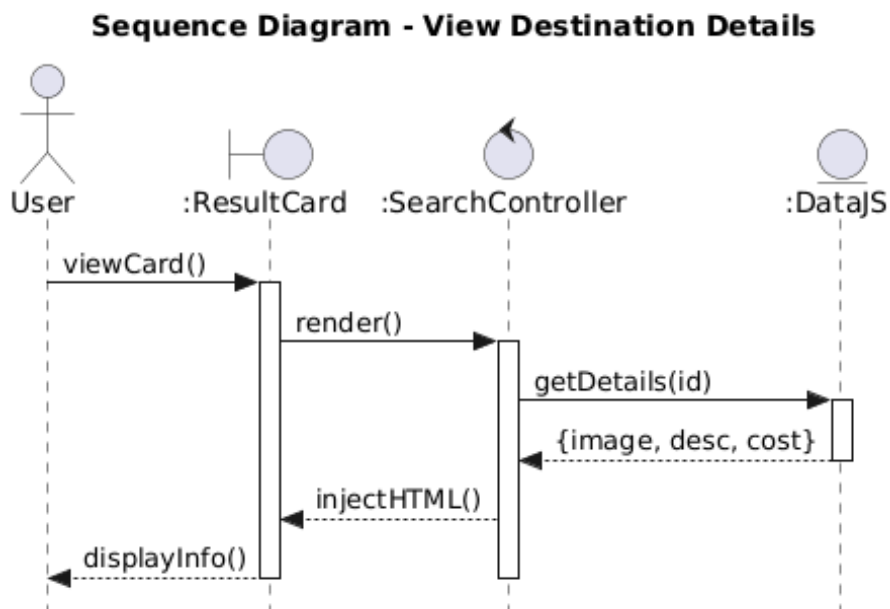 Sequence Diagram - View Destination Details
User
:ResultCard
:SearchController
:DataJS
viewCard()
render()
getDetails(id)
{image, desc, cost}
injectHTML()
displayInfo()